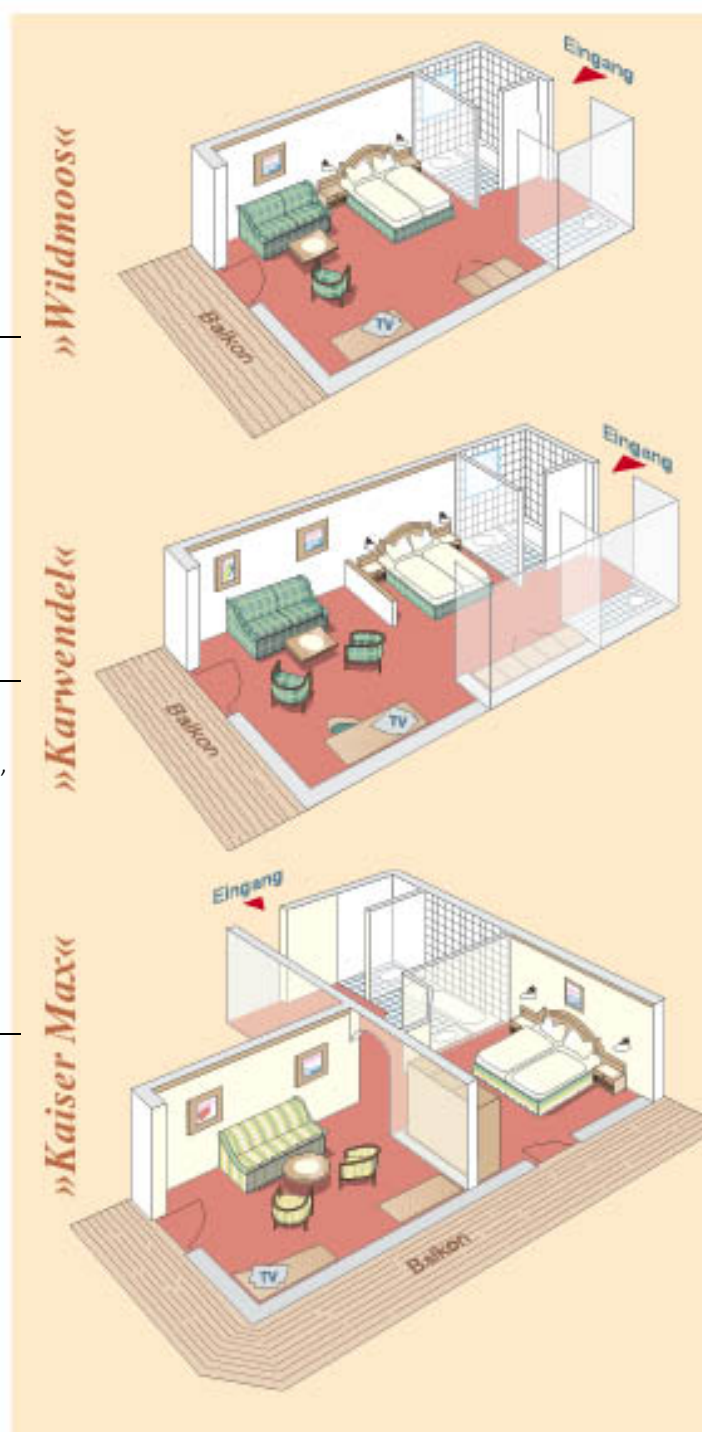 Eingang
»Wildmoos«
TV
Balkon
Eingang
»Karwendel«
TV
Balkon
,
Eingang
»Kaiser Max«
Balkon
TV